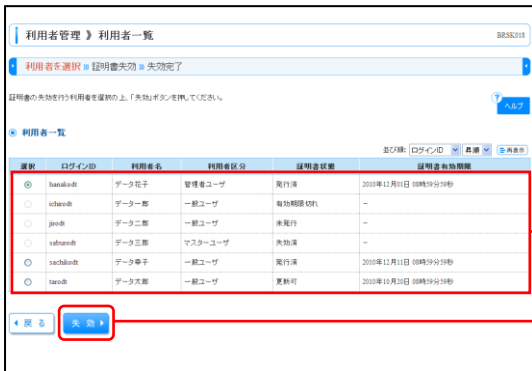 利用者管理 》 利用者一覧 BRSK018
利用者を選択 » 証明書失効 » 失効完了
証明書の失効を行う利用者を選択の上、「失効」ボタンを押してください。
? ヘルプ
利用者一覧
並び順: ログインID 昇順 再表示
選択 ログインID 利用者名 利用者区分 証明書状態 証明書有効期限
hanakodt データ花子 管理者ユーザ 発行済 2010年12月01日 08時59分59秒
ichirodt データ一郎 一般ユーザ 有効期限切れ －
jirodt データ二郎 一般ユーザ 未発行 －
saburodt データ三郎 マスターユーザ 失効済 －
sachikodt データ幸子 一般ユーザ 発行済 2010年12月11日 08時59分59秒
tarodt データ太郎 一般ユーザ 更新可 2010年10月20日 08時59分59秒
戻る 失効